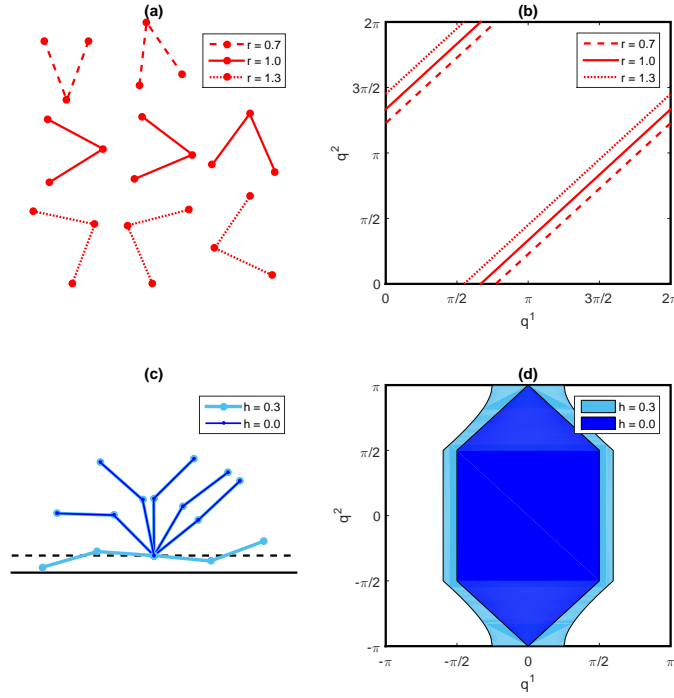 (a)
r = 0.7
r = 1.0
r = 1.3
(b)
2π
3π/2
π
π/2
0
q²
r = 0.7
r = 1.0
r = 1.3
0
π/2
π
3π/2
2π
q¹
(c)
h = 0.3
h = 0.0
(d)
π
π/2
0
-π/2
-π
q²
h = 0.3
h = 0.0
-π
-π/2
0
π/2
π
q¹